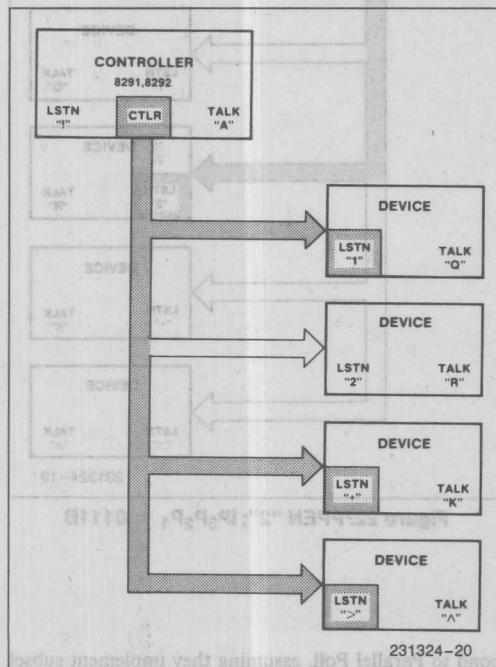 CONTROLLER
8291,8292
LSTN
"!"
CTLR
TALK
"A"
DEVICE
LSTN
"1"
TALK
"Q"
DEVICE
LSTN
"2"
TALK
"R"
DEVICE
LSTN
"+"
TALK
"K"
DEVICE
LSTN
">"
TALK
"^"
231324-20